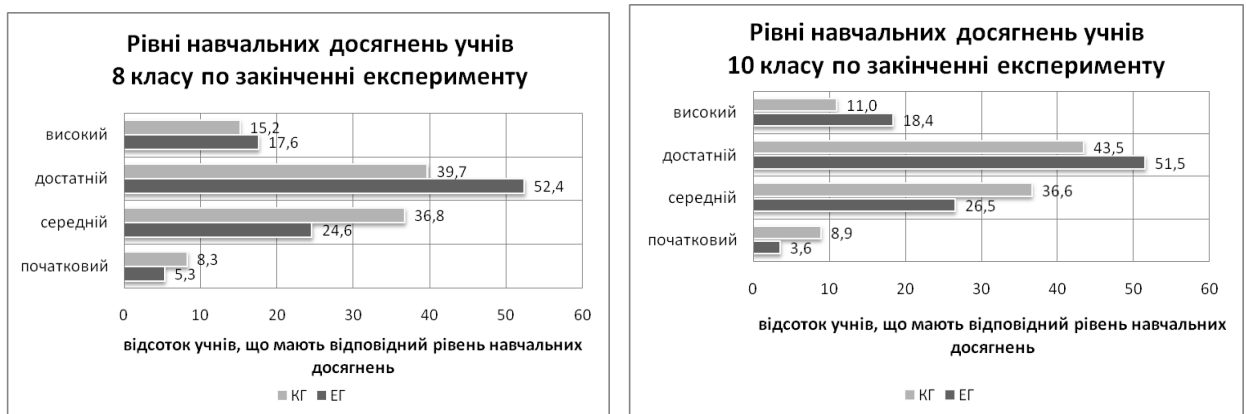 Рівні навчальних досягнень учнів
8 класу по закінченні експерименту
високий
15,2
17,6
достатній
39,7
52,4
середній
36,8
24,6
початковий
8,3
5,3
0 10 20 30 40 50 60
відсоток учнів, що мають відповідний рівень навчальних
досягнень
КГ ЕГ
Рівні навчальних досягнень учнів
10 класу по закінченні експерименту
високий
11,0
18,4
достатній
43,5
51,5
середній
36,6
26,5
початковий
8,9
3,6
0 10 20 30 40 50 60
відсоток учнів, що мають відповідний рівень навчальних
досягнень
КГ ЕГ